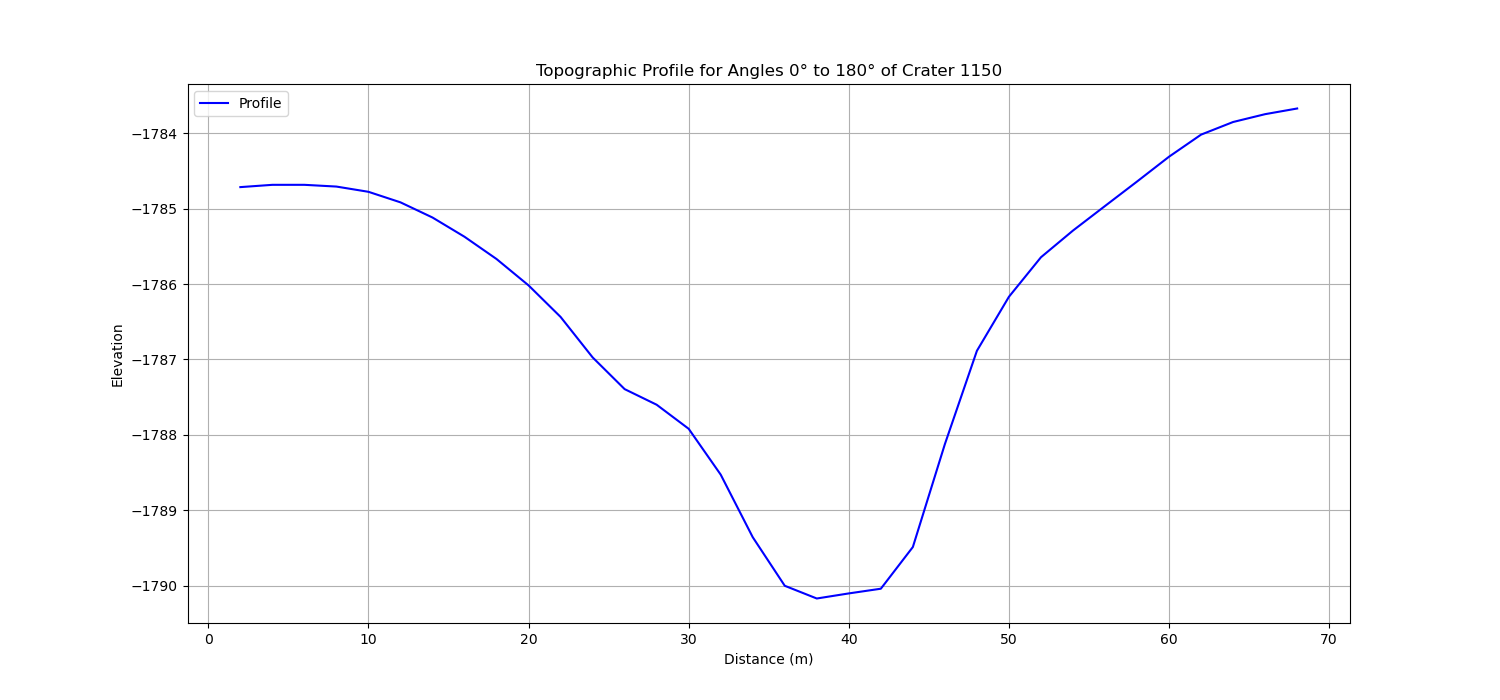 Topographic Profile for Angles 0° to 180° of Crater 1150
Profile
−1784
−1785
−1786
−1787
−1788
−1789
−1790
Elevation
0 10 20 30 40 50 60 70
Distance (m)